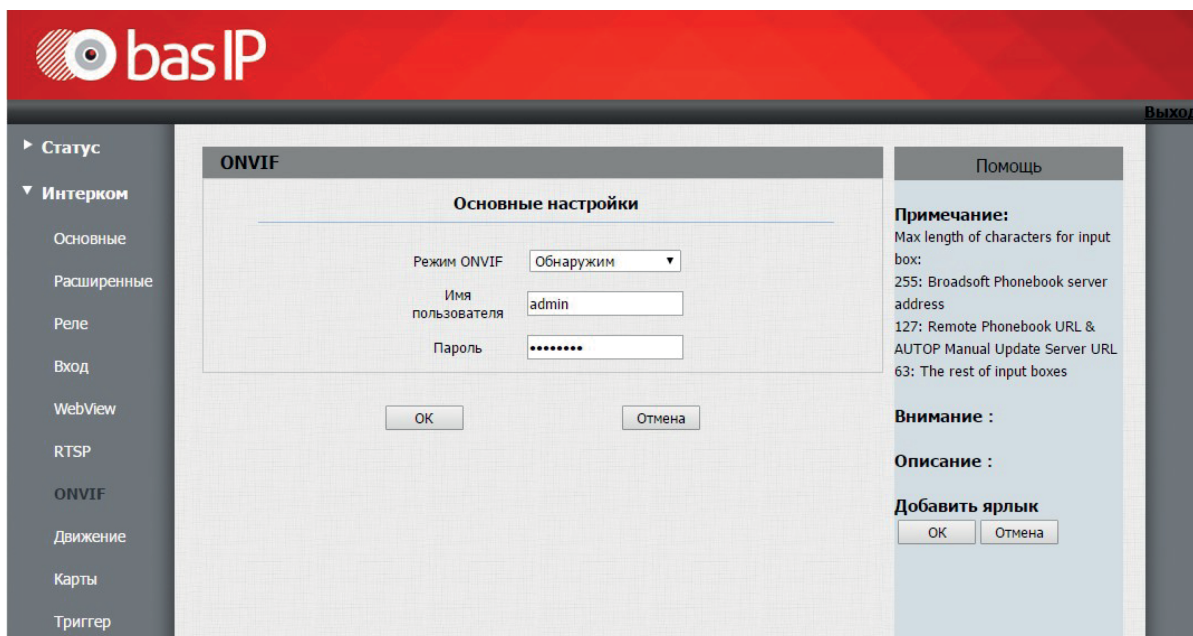 bas IP
Выход
Статус
Интерком
Основные
Расширенные
Реле
Вход
WebView
RTSP
ONVIF
Движение
Карты
Триггер
ONVIF
Основные настройки
Режим ONVIF
Обнаружим
Имя
пользователя
admin
Пароль
••••••••
ОК
Отмена
Помощь
Примечание:
Max length of characters for input
box:
255: Broadsoft Phonebook server
address
127: Remote Phonebook URL &
AUTOP Manual Update Server URL
63: The rest of input boxes
Внимание :
Описание :
Добавить ярлык
ОК
Отмена